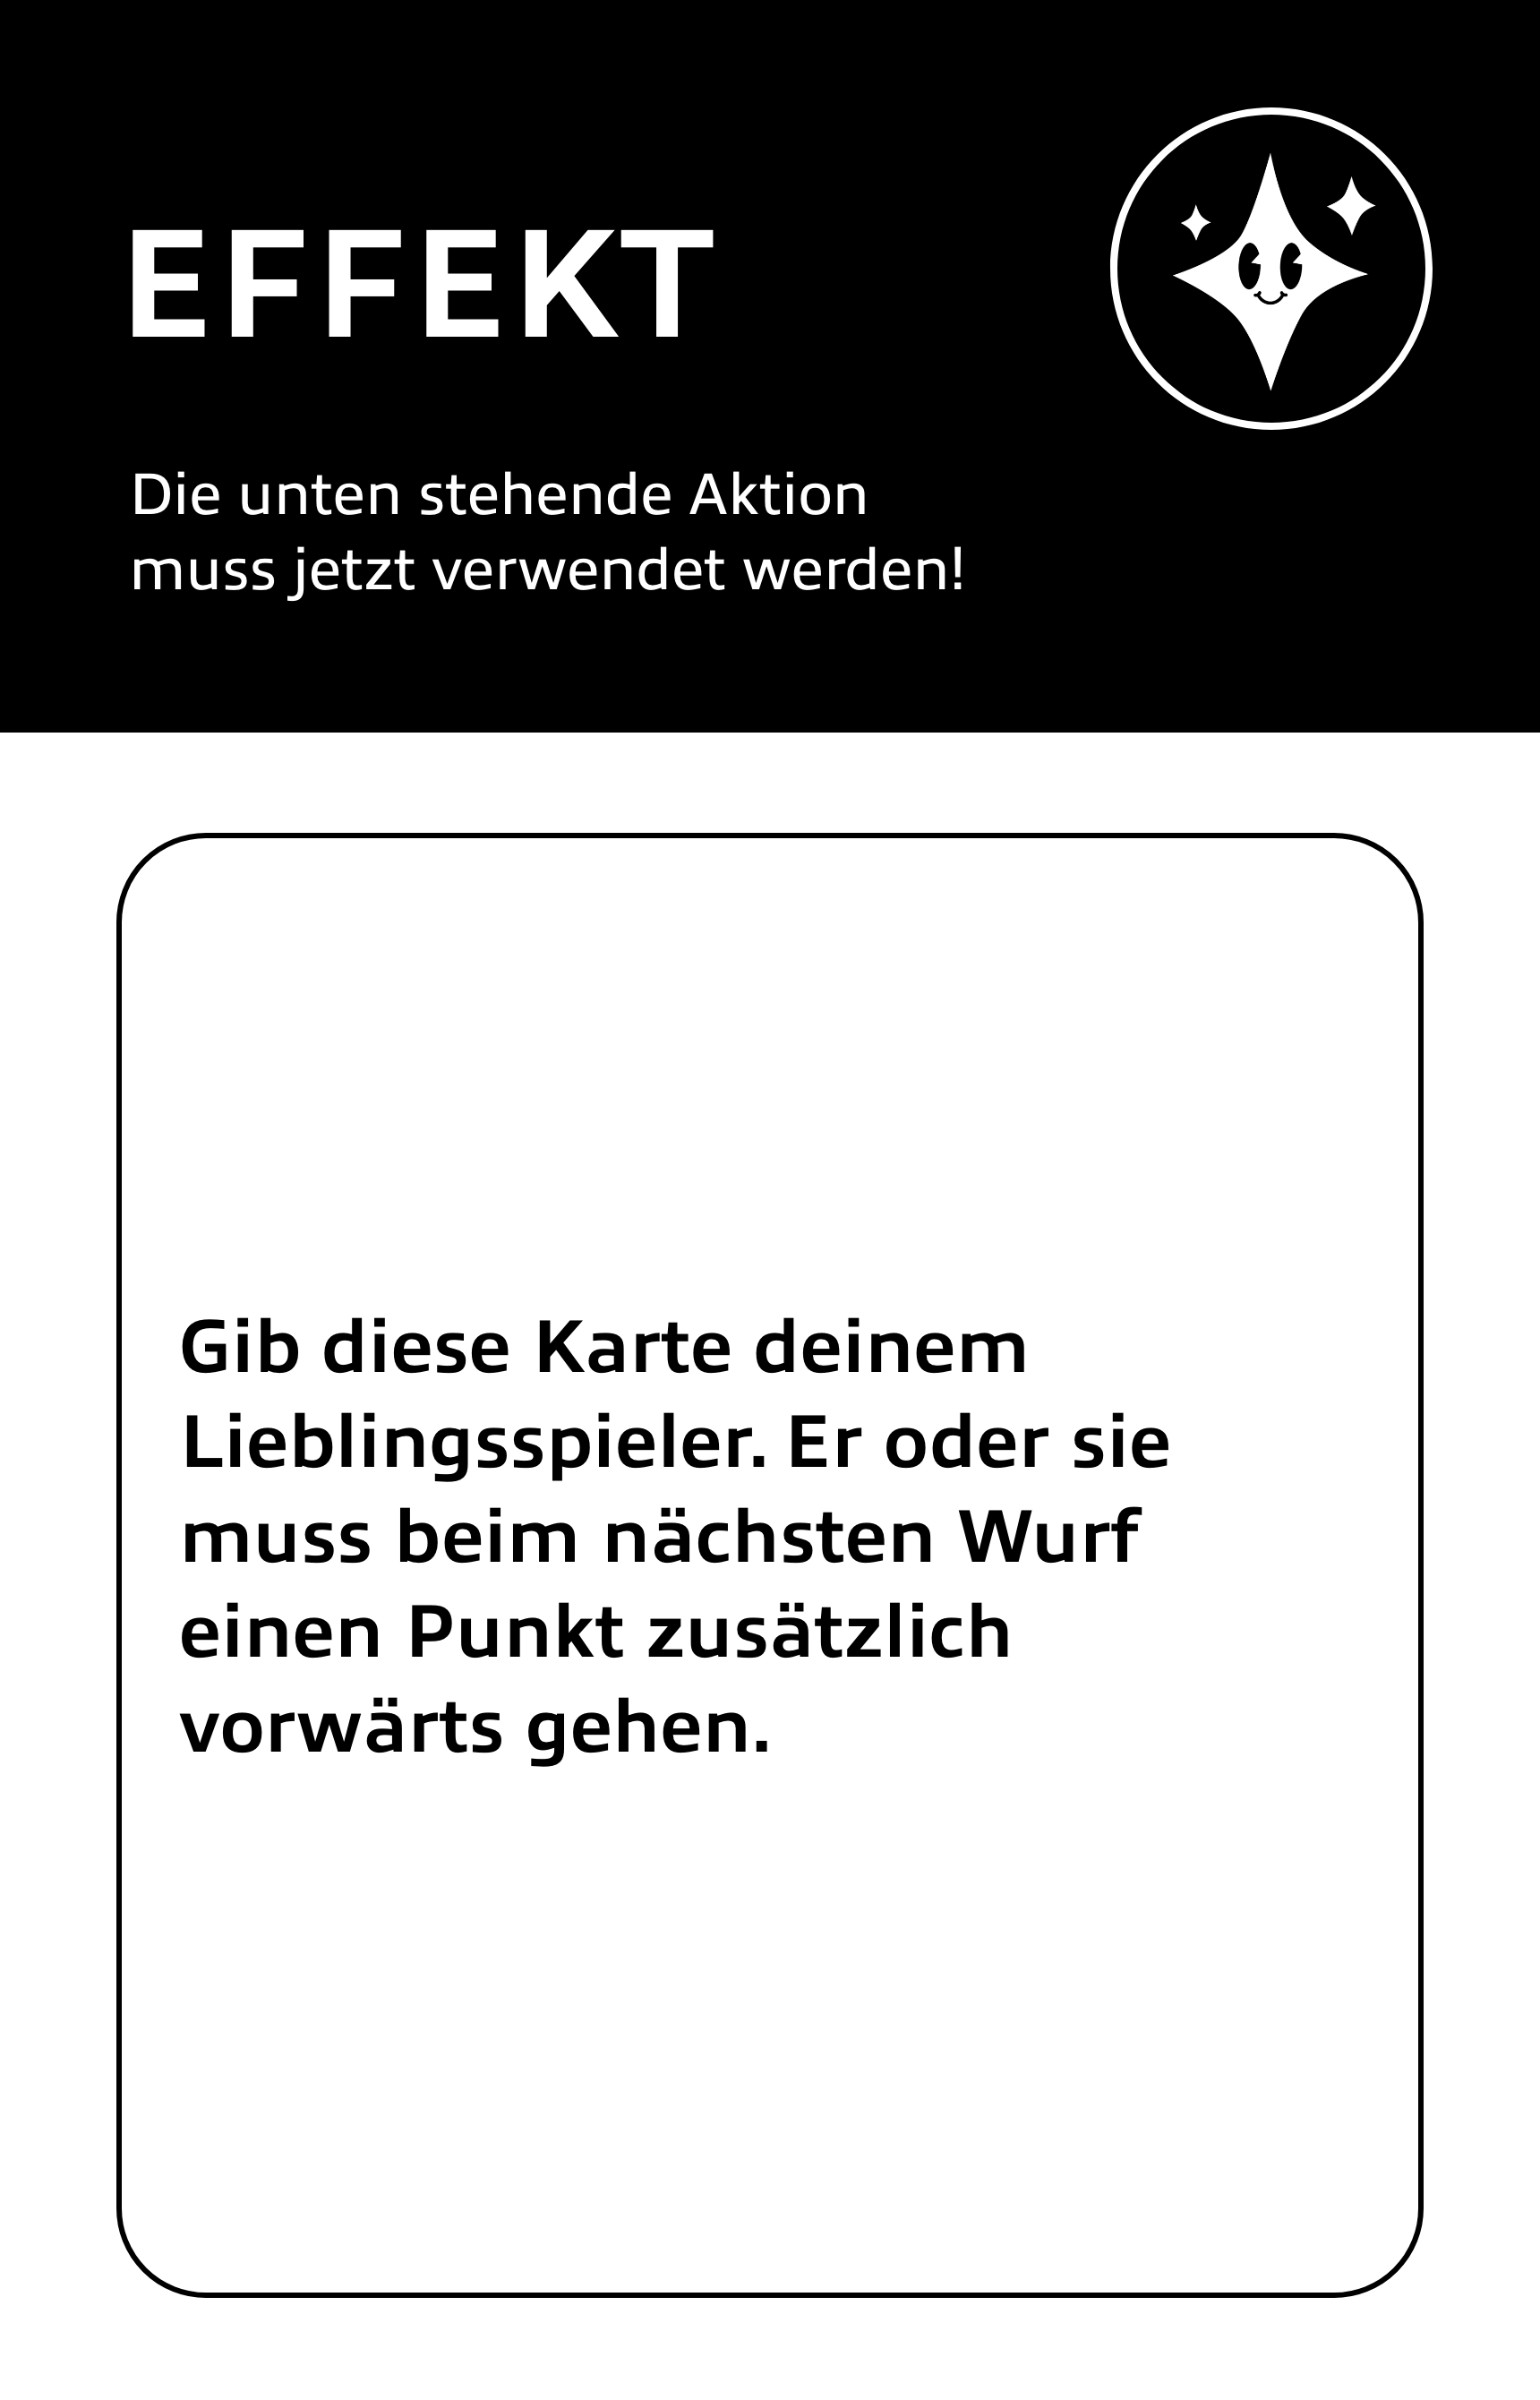 EFFEKT
Die unten stehende Aktion
muss jetzt verwendet werden!
Gib diese Karte deinem
Lieblingsspieler. Er oder sie
muss beim nächsten Wurf
einen Punkt zusätzlich
vorwärts gehen.